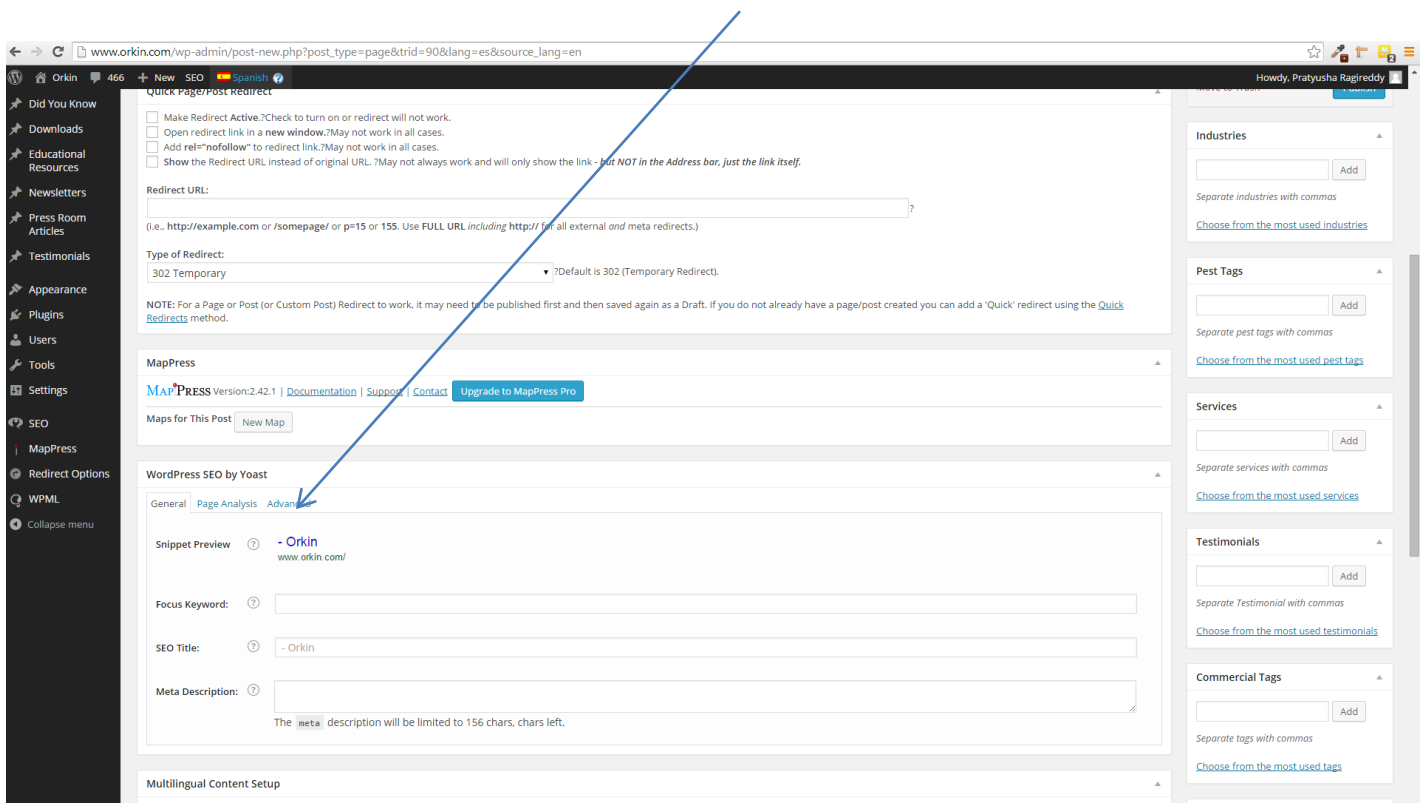 www.orkin.com/wp-admin/post-new.php?post_type=page&trid=90&lang=es&source_lang=en
2
Orkin 466 + New SEO Spanish ?
Howdy, Pratyusha Ragireddy
Did You Know
Downloads
Educational
Resources
Newsletters
Press Room
Articles
Testimonials
Appearance
Plugins
Users
Tools
Settings
SEO
MapPress
Redirect Options
WPML
Collapse menu
Quick Page/Post Redirect
Make Redirect Active.?Check to turn on or redirect will not work.
Open redirect link in a new window.?May not work in all cases.
Add rel="nofollow" to redirect link.?May not work in all cases.
Show the Redirect URL instead of original URL. ?May not always work and will only show the link - but NOT in the Address bar, just the link itself.
Redirect URL:
?
(i.e., http://example.com or /somepage/ or p=15 or 155. Use FULL URL including http:// for all external and meta redirects.)
Type of Redirect:
302 Temporary ?Default is 302 (Temporary Redirect).
NOTE: For a Page or Post (or Custom Post) Redirect to work, it may need to be published first and then saved again as a Draft. If you do not already have a page/post created you can add a 'Quick' redirect using the Quick
Redirects method.
MapPress
MAPPRESS Version:2.42.1 | Documentation | Support | Contact Upgrade to MapPress Pro
Maps for This Post New Map
WordPress SEO by Yoast
General Page Analysis Advanced
Snippet Preview ? - Orkin
www.orkin.com/
Focus Keyword: ?
SEO Title: ? - Orkin
Meta Description: ?
The meta description will be limited to 156 chars, chars left.
Multilingual Content Setup
Move to Trash Publish
Industries
Add
Separate industries with commas
Choose from the most used industries
Pest Tags
Add
Separate pest tags with commas
Choose from the most used pest tags
Services
Add
Separate services with commas
Choose from the most used services
Testimonials
Add
Separate Testimonial with commas
Choose from the most used testimonials
Commercial Tags
Add
Separate tags with commas
Choose from the most used tags